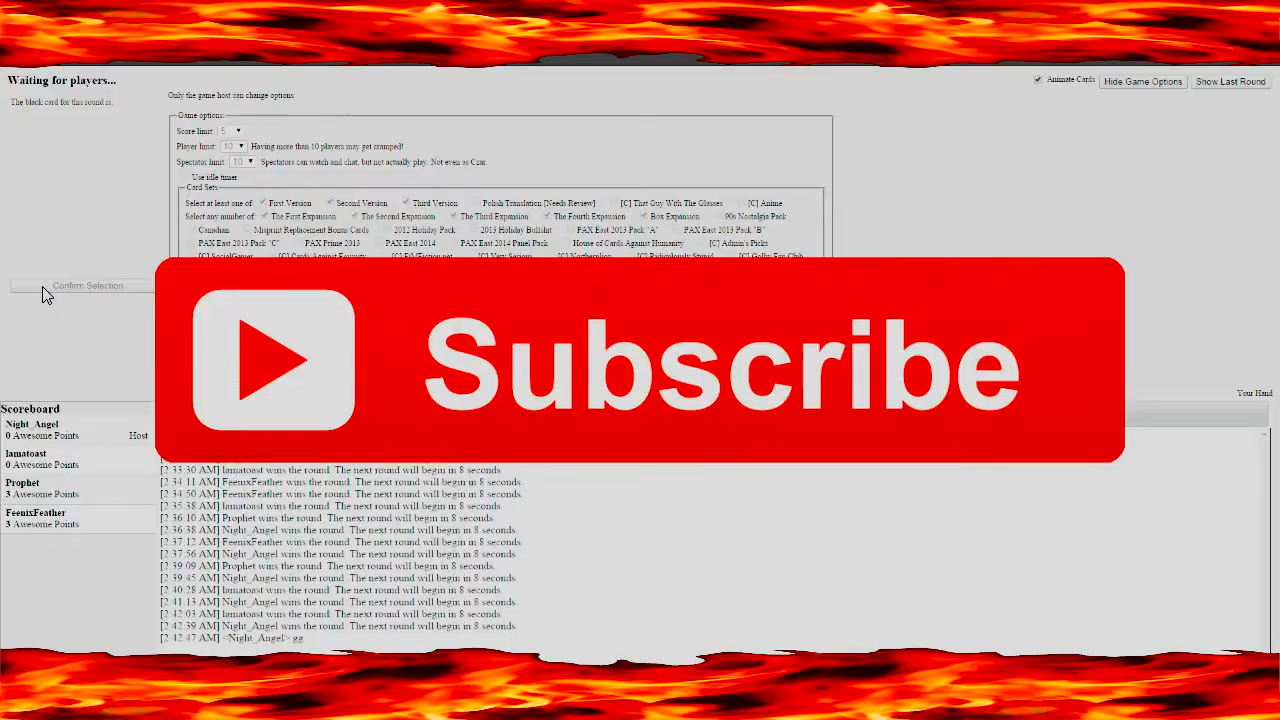 Waiting for players...
The black card for this round is.
Animate Cards Hide Game Options Show Last Round
Only the game host can change options.
Game options:
Score limit: 5
Player limit: 10 Having more than 10 players may get cramped!
Spectator limit: 10 Spectators can watch and chat, but not actually play. Not even as Czar.
Use idle timer.
Card Sets
Select at least one of: First Version Second Version Third Version Polish Translation [Needs Review] [C] That Guy With The Glasses [C] Anime
Select any number of: The First Expansion The Second Expansion The Third Expansion The Fourth Expansion Box Expansion 90s Nostalgia Pack
Canadian Misprint Replacement Bonus Cards 2012 Holiday Pack 2013 Holiday Bullshit PAX East 2013 Pack "A" PAX East 2013 Pack "B"
PAX East 2013 Pack "C" PAX Prime 2013 PAX East 2014 PAX East 2014 Panel Pack House of Cards Against Humanity [C] Admin's Picks
[C] SocialGamer [C] Cards Against Equinity [C] FiMFiction.net [C] Very Serious [C] Northernlion [C] Ridiculously Stupid [C] Golby Fan Club
Confirm Selection
Subscribe
Your Hand
Scoreboard
Night_Angel
0 Awesome Points Host
Iamatoast
0 Awesome Points
Prophet
3 Awesome Points
FeenixFeather
3 Awesome Points
[2:33:30 AM] Iamatoast wins the round. The next round will begin in 8 seconds.
[2:34:11 AM] FeenixFeather wins the round. The next round will begin in 8 seconds.
[2:34:50 AM] FeenixFeather wins the round. The next round will begin in 8 seconds.
[2:35:38 AM] Iamatoast wins the round. The next round will begin in 8 seconds.
[2:36:10 AM] Prophet wins the round. The next round will begin in 8 seconds.
[2:36:38 AM] Night_Angel wins the round. The next round will begin in 8 seconds.
[2:37:12 AM] FeenixFeather wins the round. The next round will begin in 8 seconds.
[2:37:56 AM] Night_Angel wins the round. The next round will begin in 8 seconds.
[2:39:09 AM] Prophet wins the round. The next round will begin in 8 seconds.
[2:39:45 AM] Night_Angel wins the round. The next round will begin in 8 seconds.
[2:40:28 AM] Iamatoast wins the round. The next round will begin in 8 seconds.
[2:41:13 AM] Night_Angel wins the round. The next round will begin in 8 seconds.
[2:42:03 AM] Iamatoast wins the round. The next round will begin in 8 seconds.
[2:42:39 AM] Night_Angel wins the round. The next round will begin in 8 seconds.
[2:42:47 AM] <Night_Angel> gg